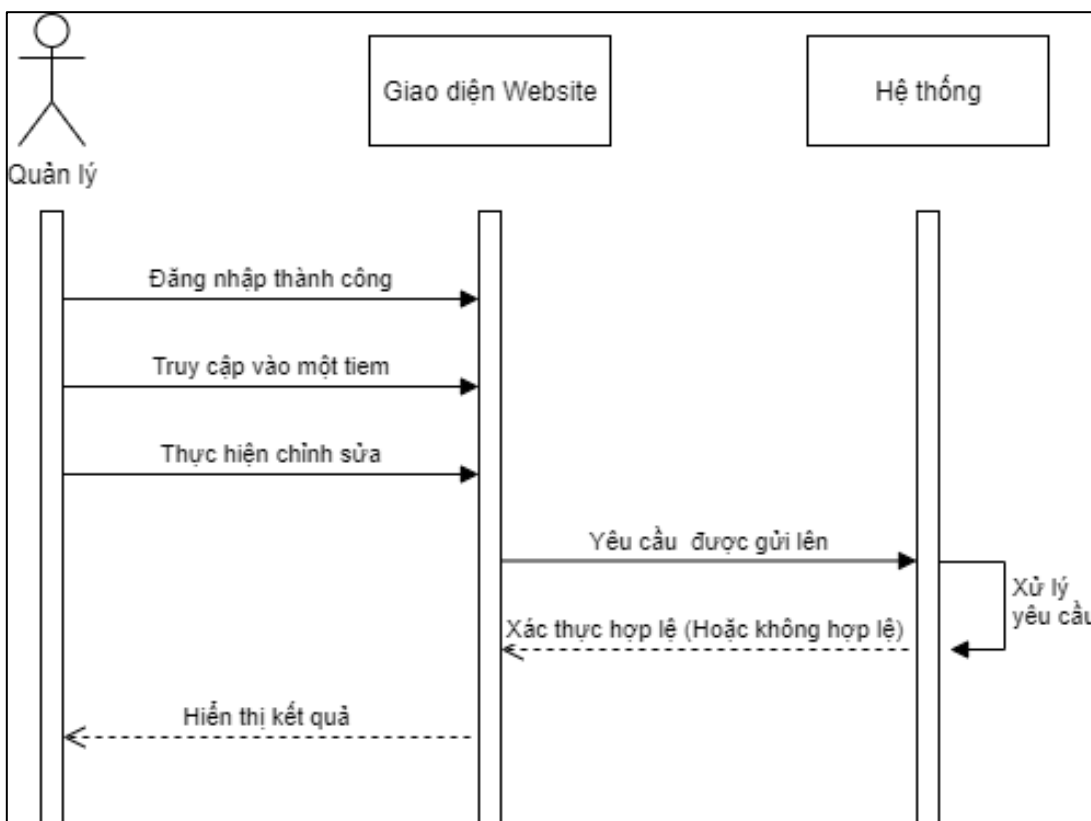 Giao diện Website
Hệ thống
Quản lý
Đăng nhập thành công
Truy cập vào một tiem
Thực hiện chỉnh sửa
Yêu cầu được gửi lên
Xử lý
yêu cầu
Xác thực hợp lệ (Hoặc không hợp lệ)
Hiển thị kết quả